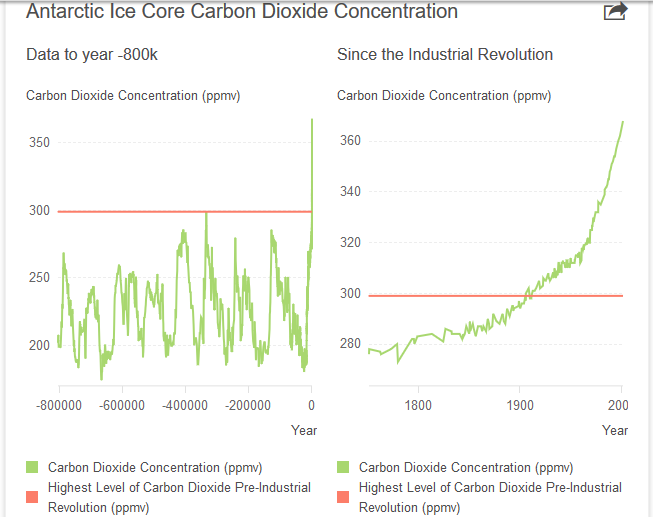 Antarctic Ice Core Carbon Dioxide Concentration
Data to year -800k
Since the Industrial Revolution
Carbon Dioxide Concentration (ppmv)
Carbon Dioxide Concentration (ppmv)
350
300
250
200
-800000 -600000 -400000 -200000 0
Year
360
340
320
300
280
1800 1900 200
Year
Carbon Dioxide Concentration (ppmv)
Highest Level of Carbon Dioxide Pre-Industrial
Revolution (ppmv)
Carbon Dioxide Concentration (ppmv)
Highest Level of Carbon Dioxide Pre-Industrial
Revolution (ppmv)